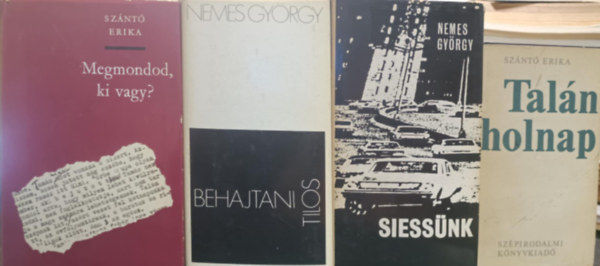 SZÁNTÓ
ERIKA
Megmondod,
ki vagy?
NEMES GYÖRGY
BEHAJTANI
TILOS
NEMES
GYÖRGY
SIESSÜNK
SZÁNTÓ ERIKA
Talán
holnap
SZÉPIRODALMI
KÖNYVKIADÓ